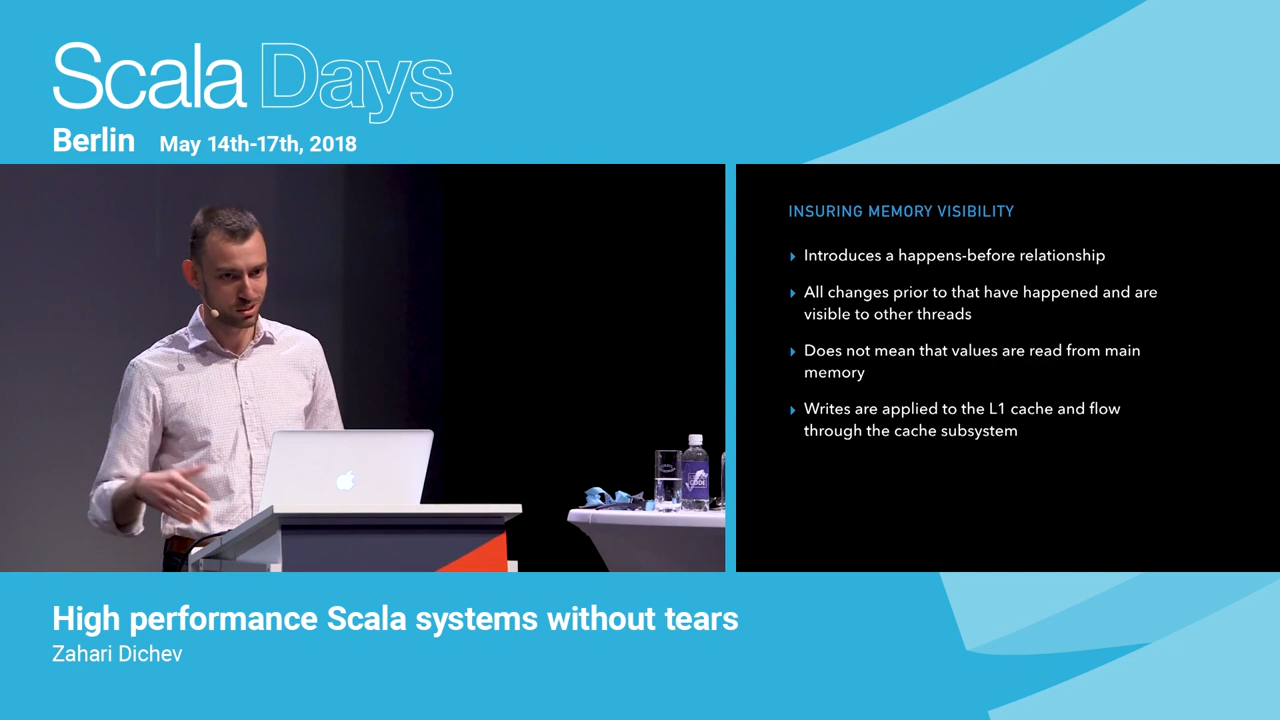 Scala Days
Berlin May 14th-17th, 2018
INSURING MEMORY VISIBILITY
Introduces a happens-before relationship
All changes prior to that have happened and are
visible to other threads
Does not mean that values are read from main
memory
Writes are applied to the L1 cache and flow
through the cache subsystem
CODE
High performance Scala systems without tears
Zahari Dichev